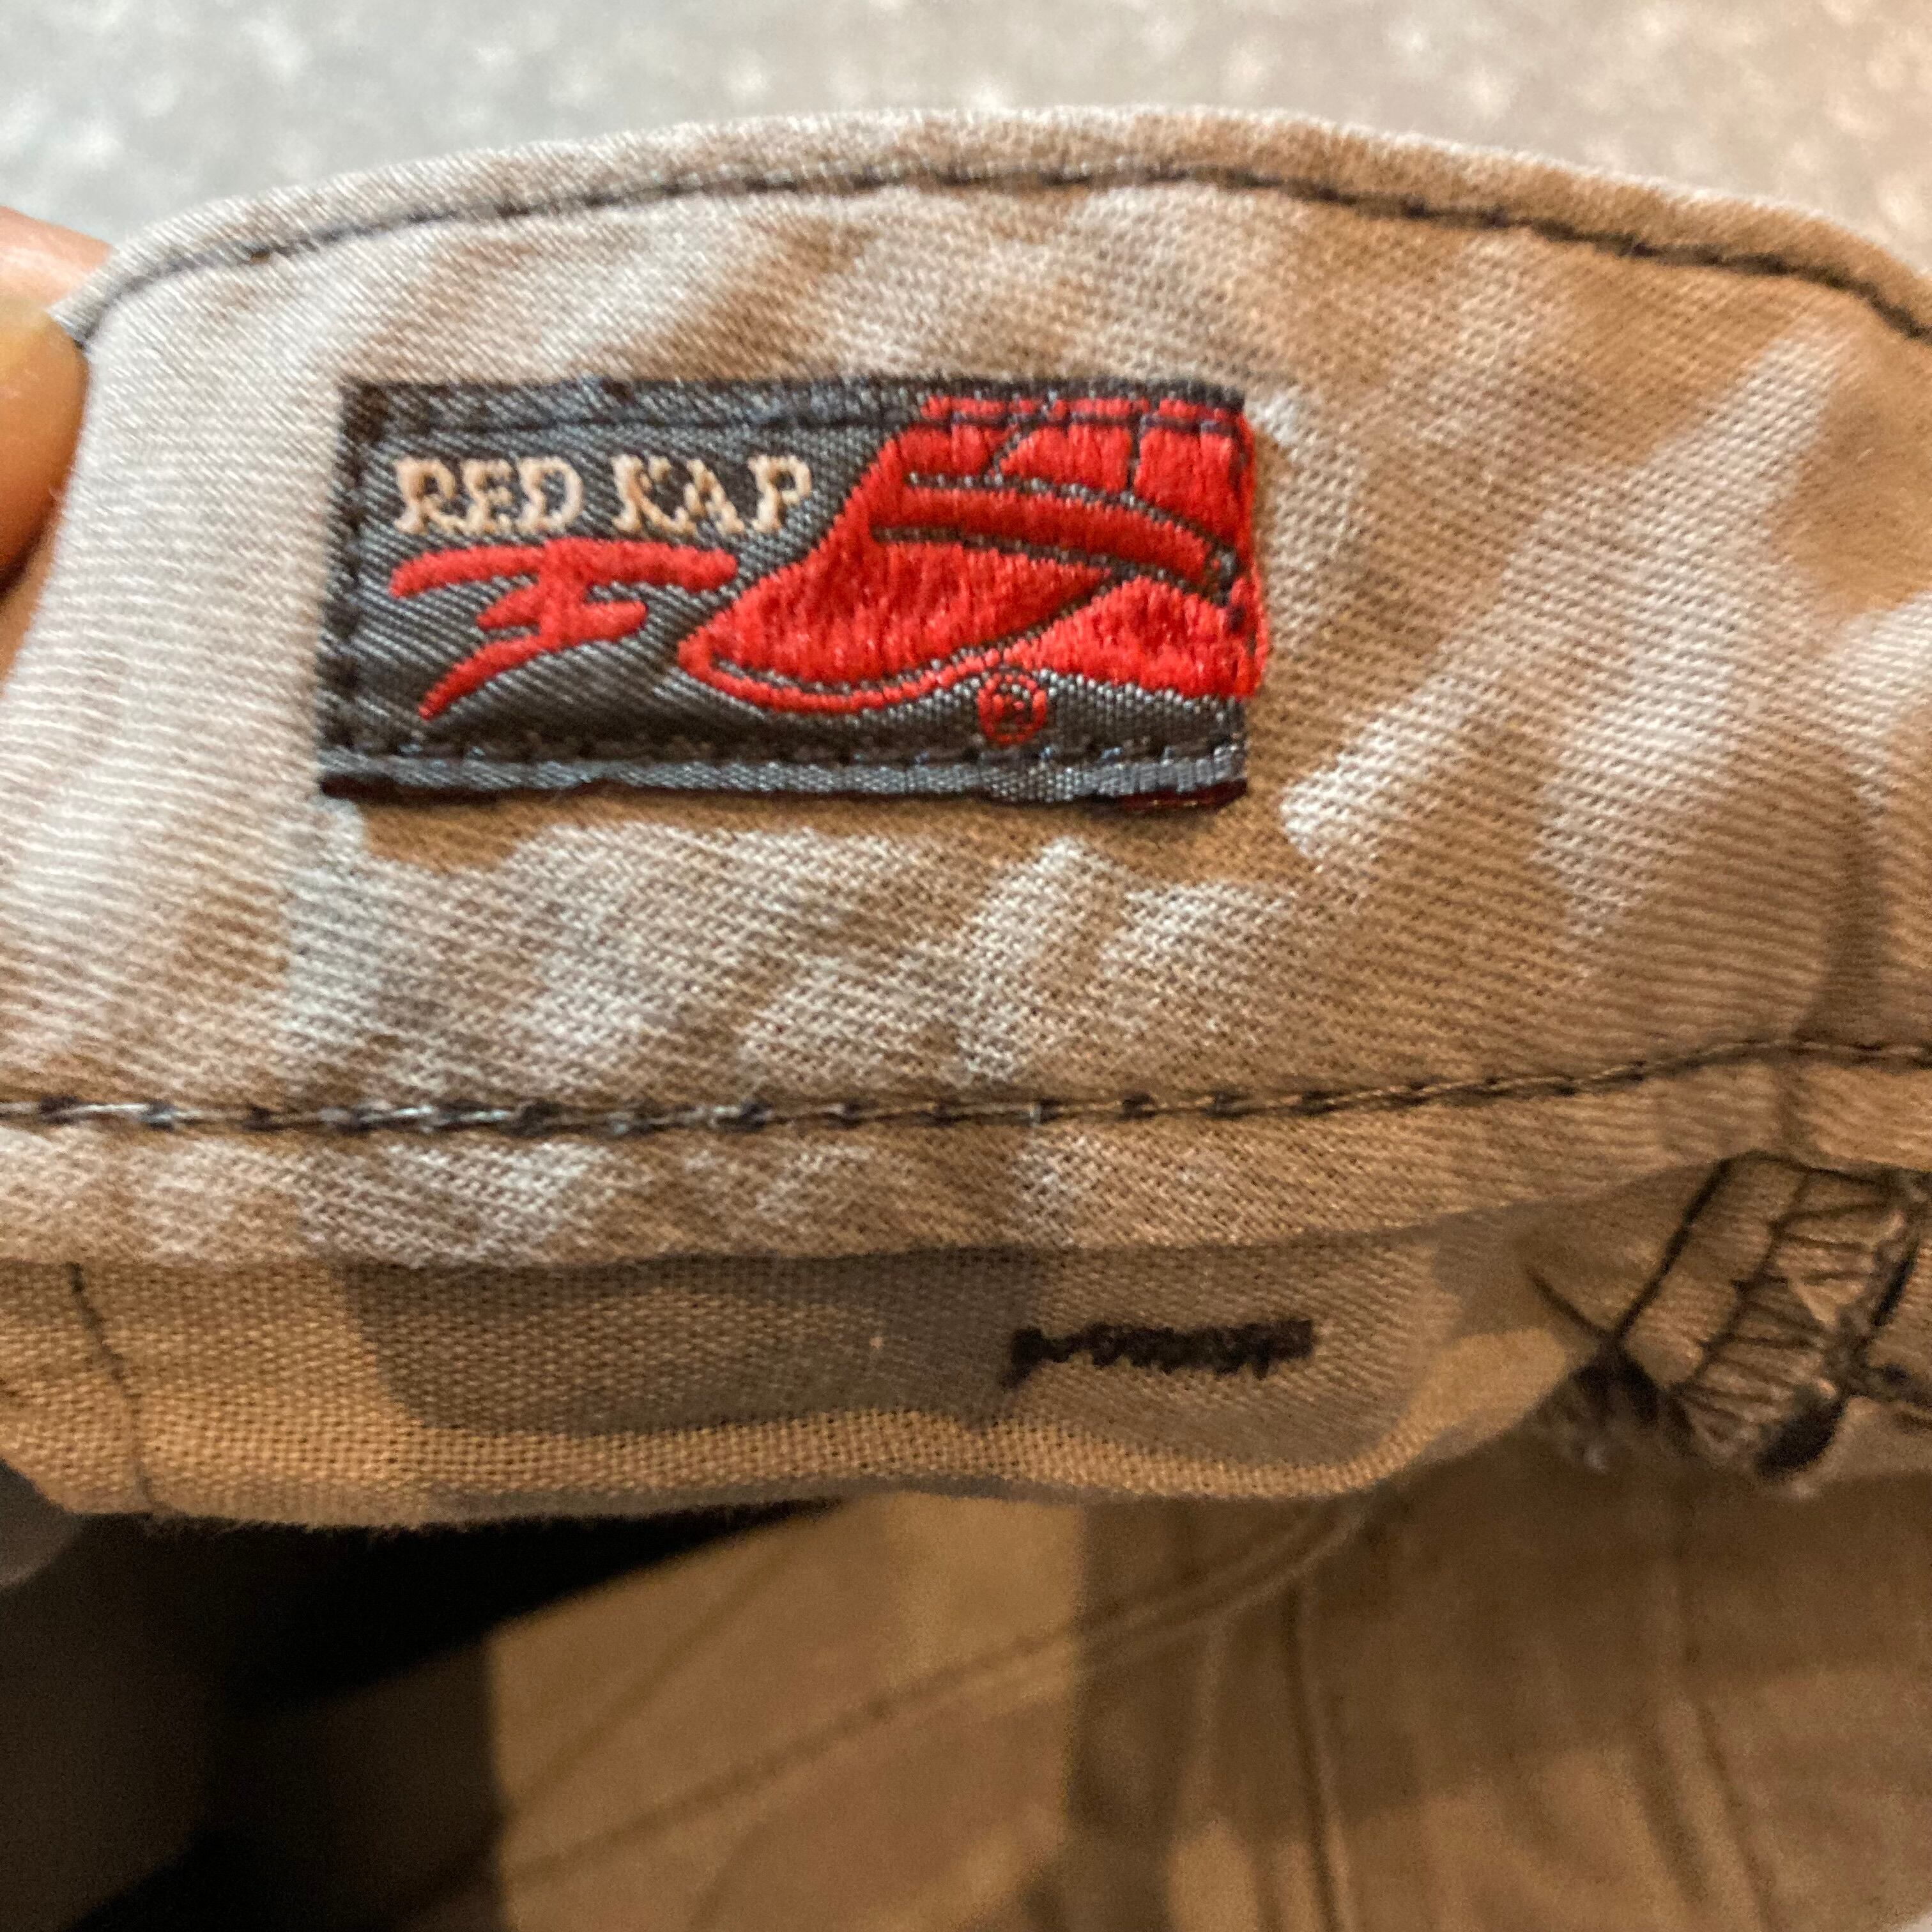 RED KAP
®